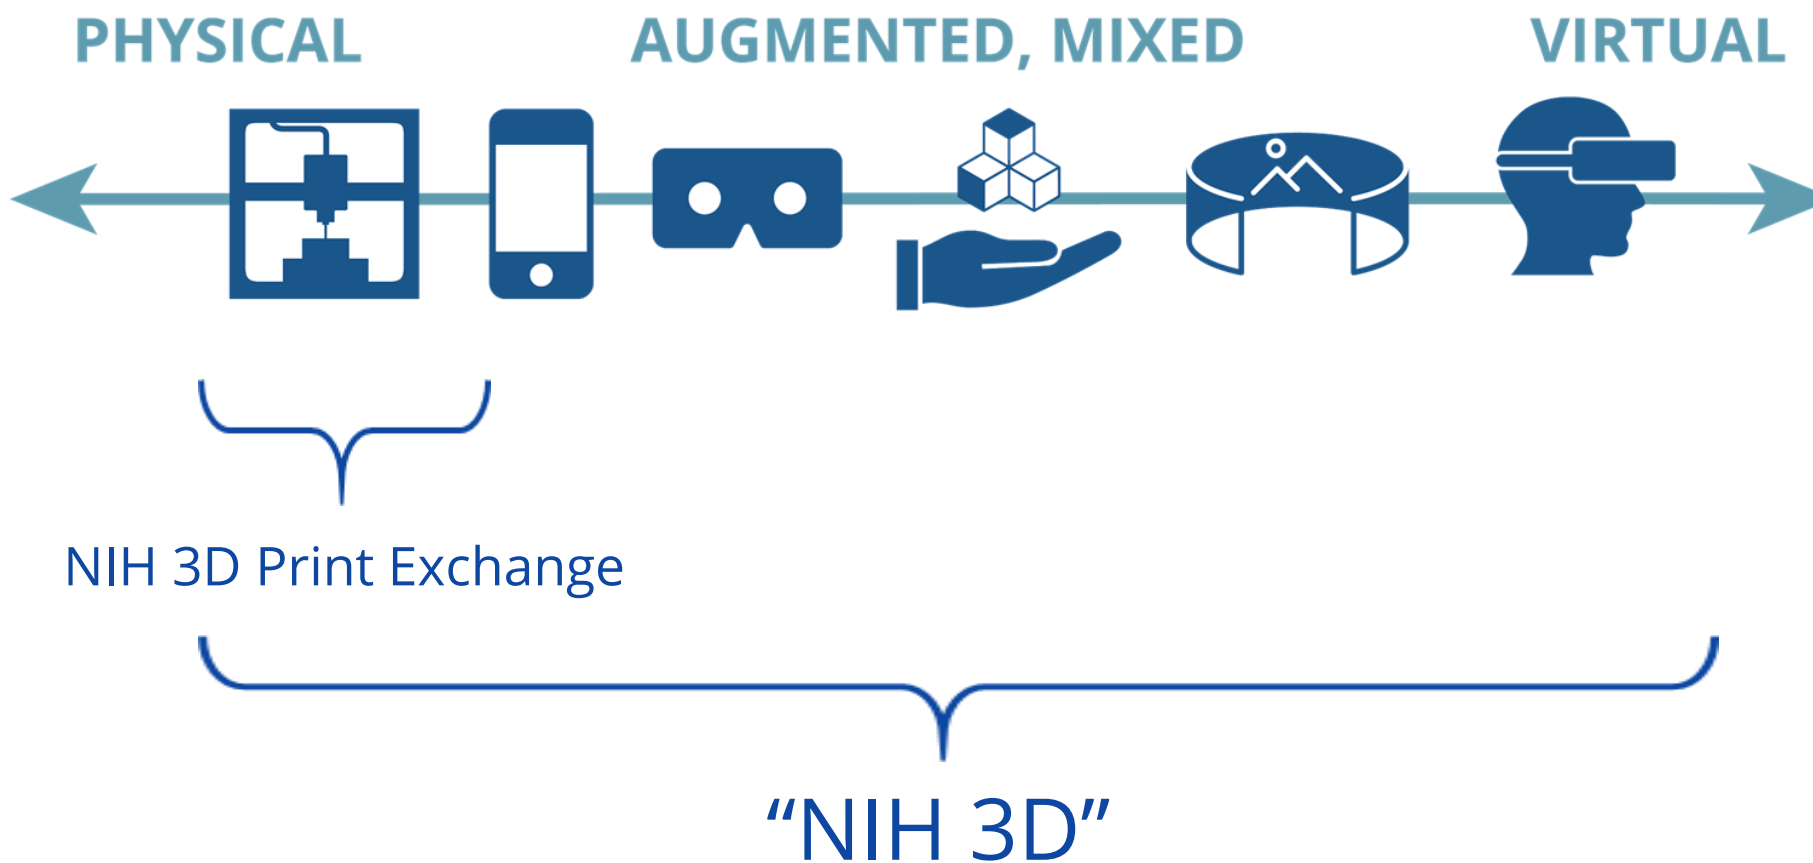 PHYSICAL
AUGMENTED, MIXED
VIRTUAL
NIH 3D Print Exchange
“NIH 3D”